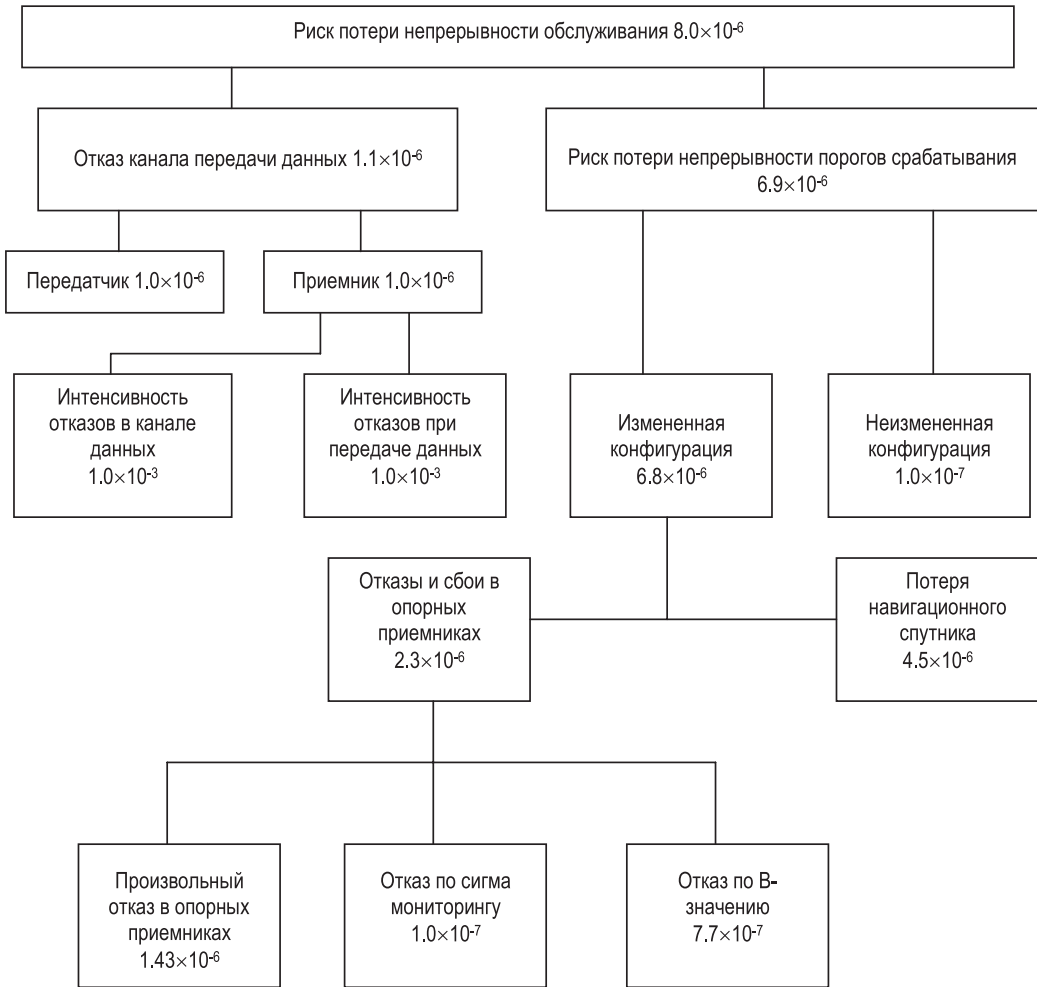 Риск потери непрерывности обслуживания 8.0×10⁻⁶
Отказ канала передачи данных 1.1×10⁻⁶
Риск потери непрерывности порогов срабатывания
6.9×10⁻⁶
Передатчик 1.0×10⁻⁶
Приемник 1.0×10⁻⁶
Интенсивность
отказов в канале
данных
1.0×10⁻³
Интенсивность
отказов при
передаче данных
1.0×10⁻³
Измененная
конфигурация
6.8×10⁻⁶
Неизмененная
конфигурация
1.0×10⁻⁷
Отказы и сбои в
опорных
приемниках
2.3×10⁻⁶
Потеря
навигационного
спутника
4.5×10⁻⁶
Произвольный
отказ в опорных
приемниках
1.43×10⁻⁶
Отказ по сигма
мониторингу
1.0×10⁻⁷
Отказ по В-
значению
7.7×10⁻⁷